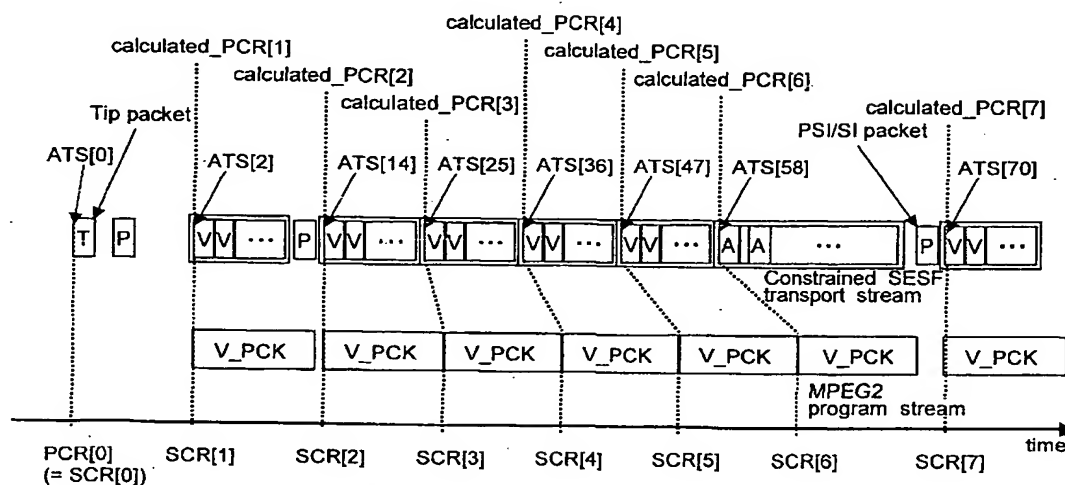 calculated_PCR[4]
calculated_PCR[1]
calculated_PCR[5]
calculated_PCR[2]
calculated_PCR[6]
calculated_PCR[3]
calculated_PCR[7]
Tip packet
PSI/SI packet
ATS[0]
ATS[2]
ATS[14]
ATS[25]
ATS[36]
ATS[47]
ATS[58]
ATS[70]
T
P
V V ...
P
V V ...
V V ...
V V ...
V V ...
A A ...
P
V V ...
Constrained SESF
transport stream
V_PCK
V_PCK
V_PCK
V_PCK
V_PCK
V_PCK
V_PCK
MPEG2
program stream
time
PCR[0]
(= SCR[0])
SCR[1]
SCR[2]
SCR[3]
SCR[4]
SCR[5]
SCR[6]
SCR[7]